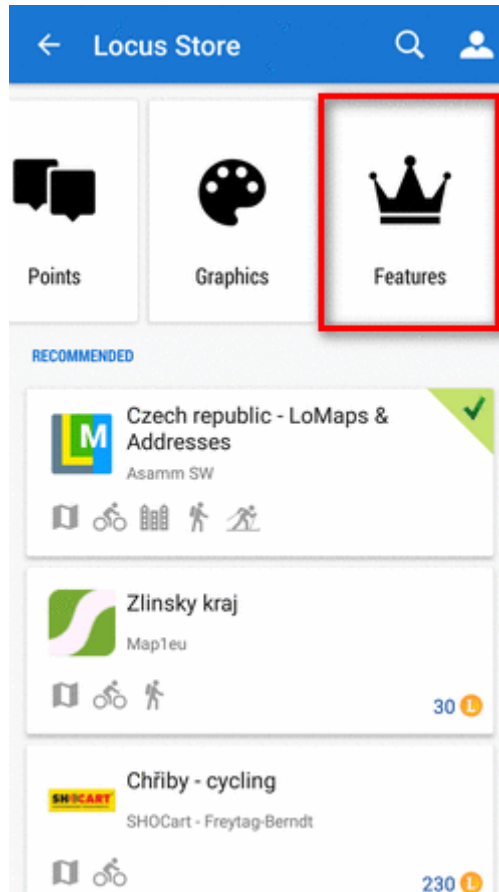 Locus Store
Points
Graphics
Features
RECOMMENDED
M
Czech republic - LoMaps &
Addresses
Asamm SW
Zlinsky kraj
Map1eu
30 L
SHOCART
Chřiby - cycling
SHOCart - Freytag-Berndt
230 L